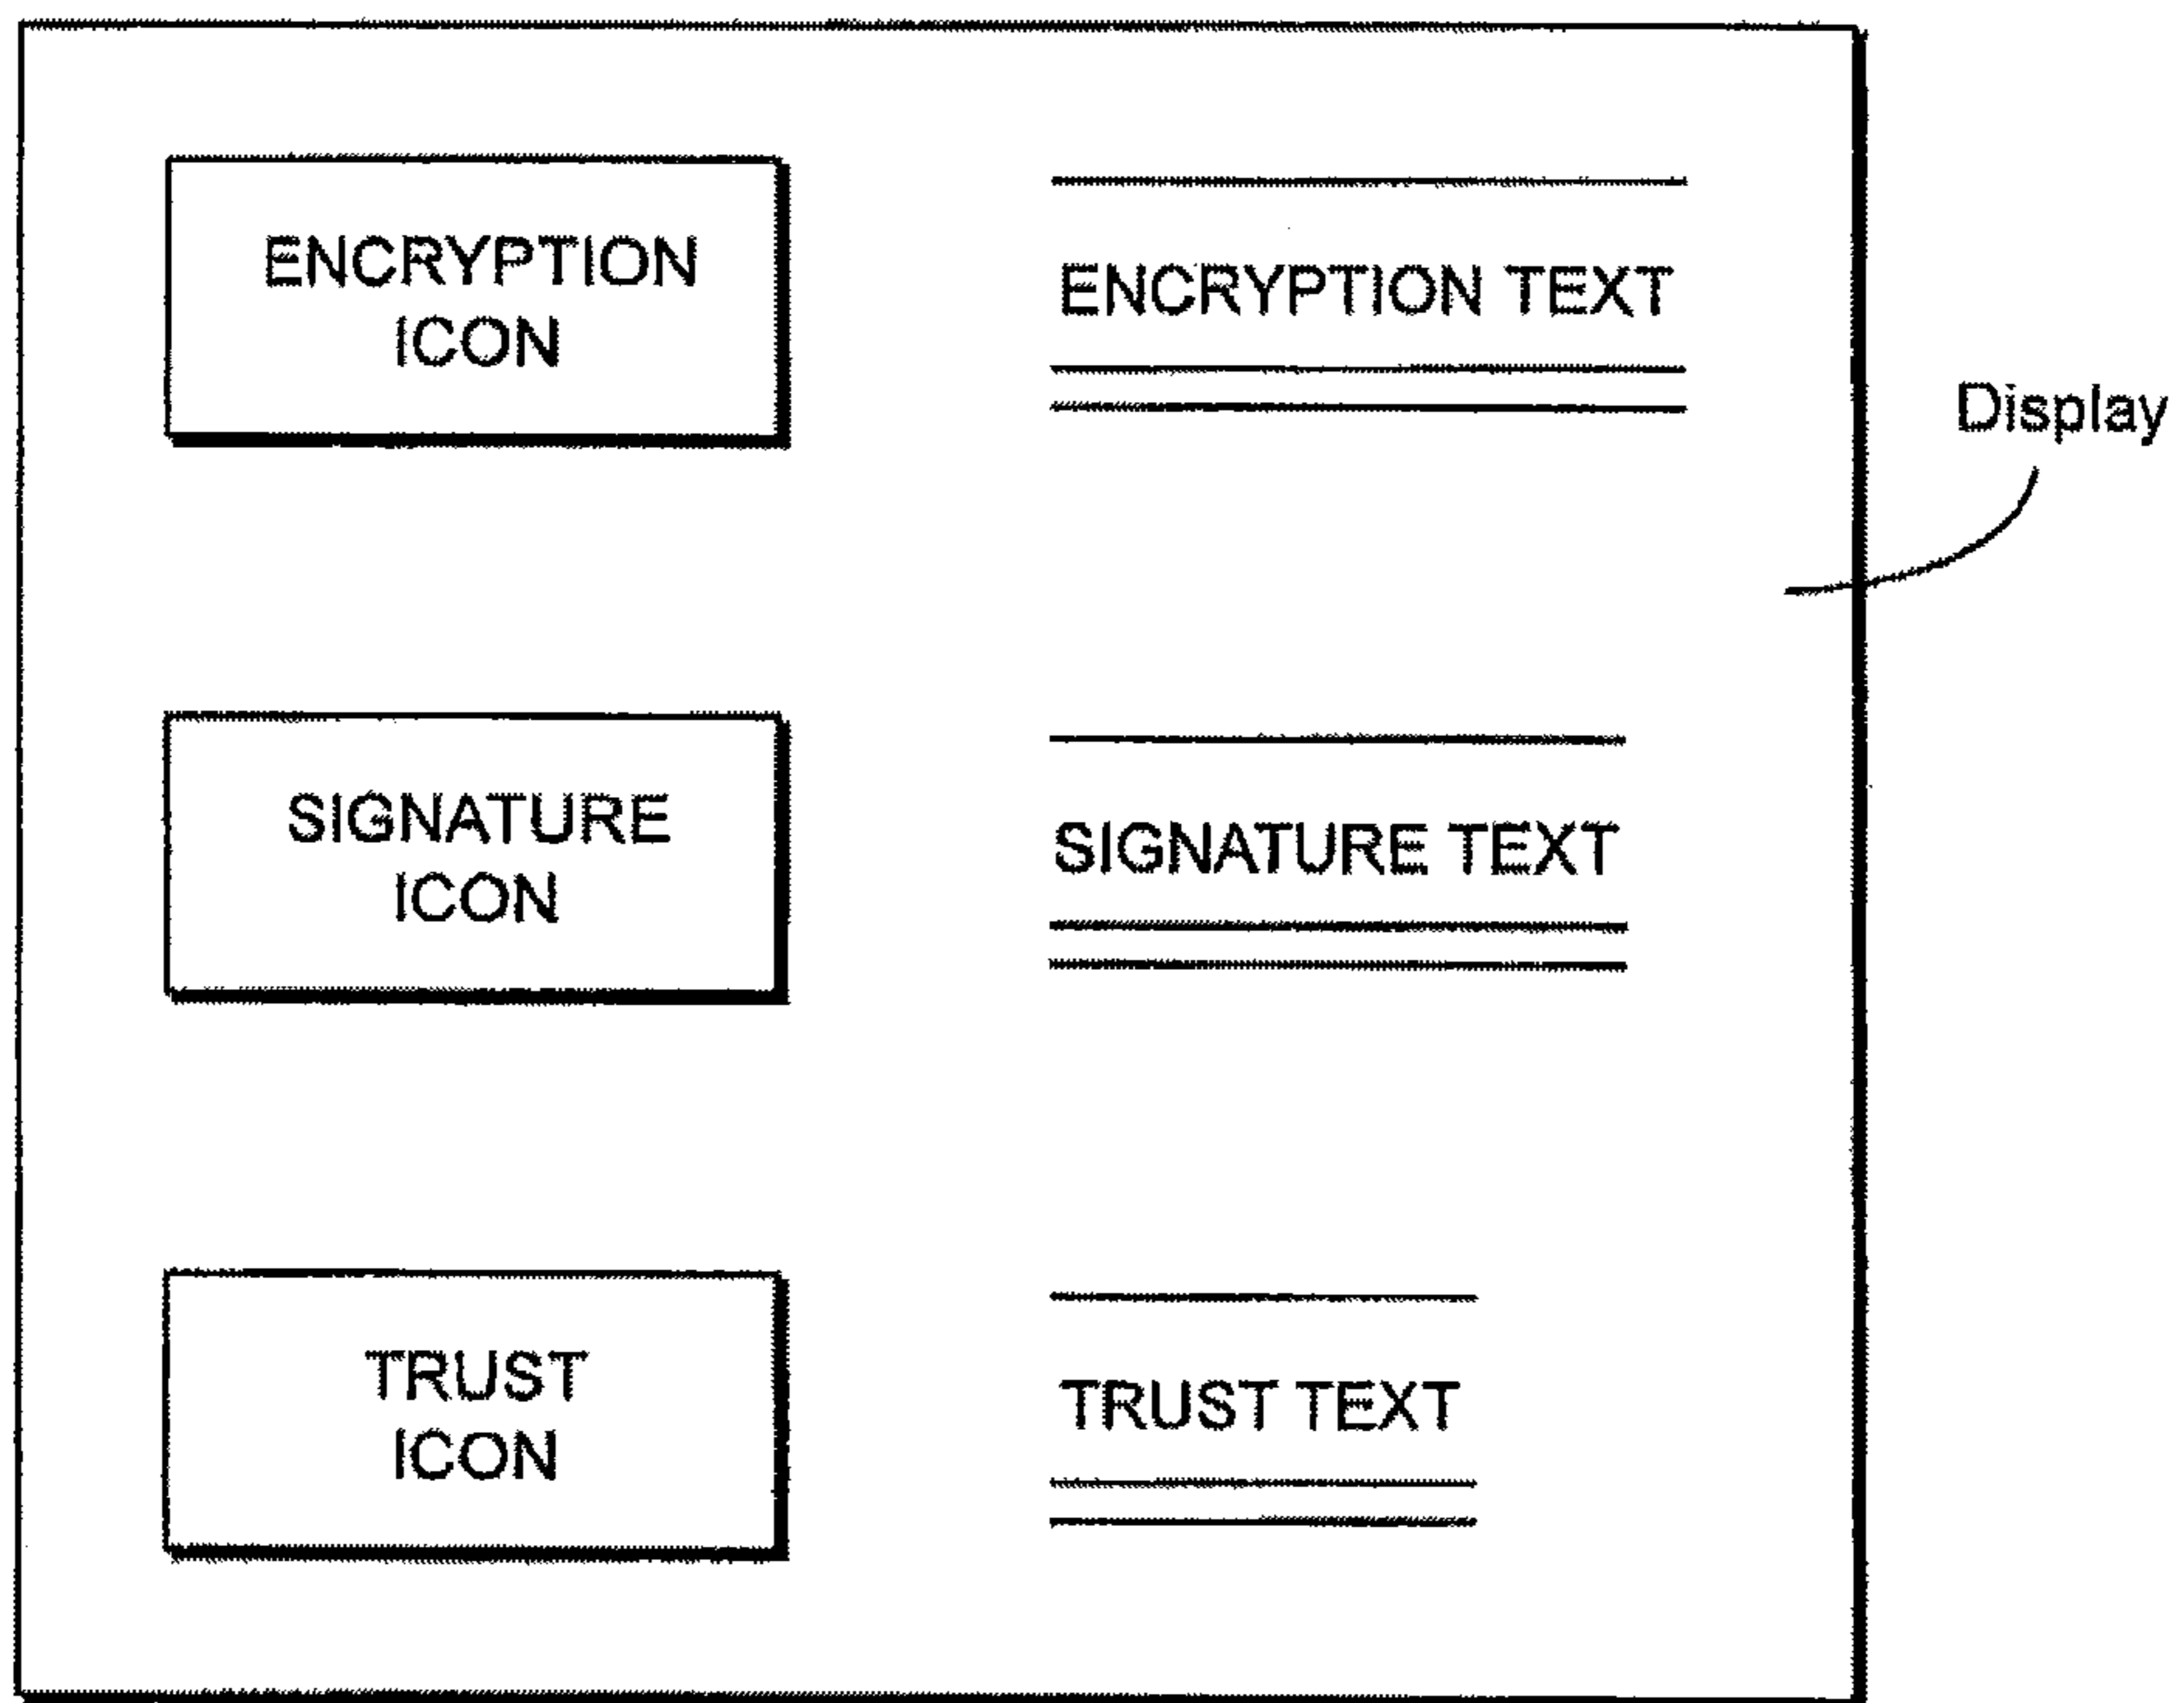 ENCRYPTION
ICON
ENCRYPTION TEXT
Display
SIGNATURE
ICON
SIGNATURE TEXT
TRUST
ICON
TRUST TEXT